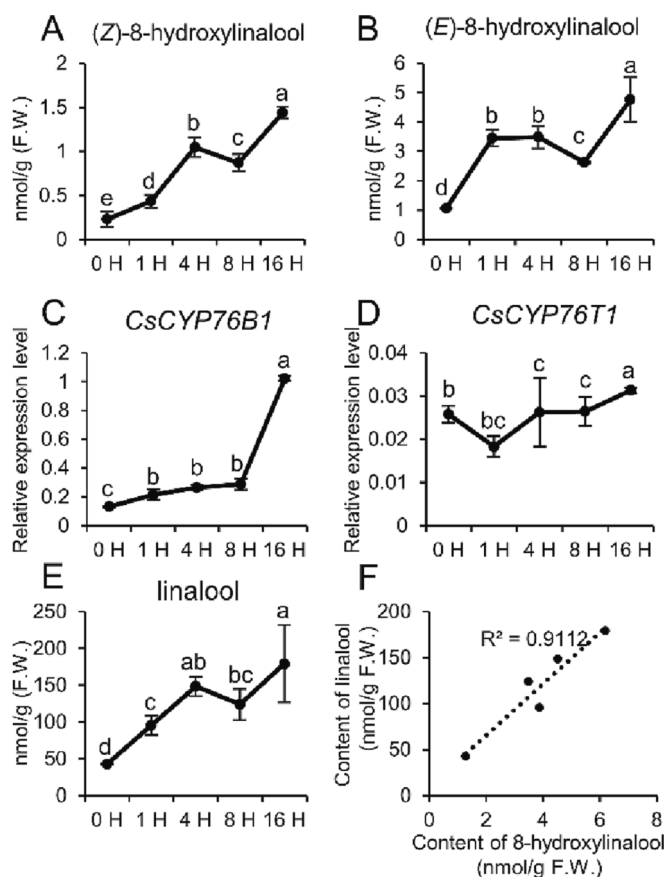 A
(Z)-8-hydroxylinalool
nmol/g (F.W.)
2
1.5
1
0.5
0
e
d
b
c
a
0 H
1 H
4 H
8 H
16 H
B
(E)-8-hydroxylinalool
nmol/g (F.W.)
6
5
4
3
2
1
0
d
b
b
c
a
0 H
1 H
4 H
8 H
16 H
C
CsCYP76B1
Relative expression level
1.2
1
0.8
0.6
0.4
0.2
0
c
b
b
b
a
0 H
1 H
4 H
8 H
16 H
D
CsCYP76T1
Relative expression level
0.04
0.03
0.02
0.01
0
b
bc
c
c
a
0 H
1 H
4 H
8 H
16 H
E
linalool
nmol/g (F.W.)
250
200
150
100
50
0
d
c
ab
bc
a
0 H
1 H
4 H
8 H
16 H
F
Content of linalool
(nmol/g F.W.)
200
150
100
50
0
R² = 0.9112
0
2
4
6
8
Content of 8-hydroxylinalool
(nmol/g F.W.)